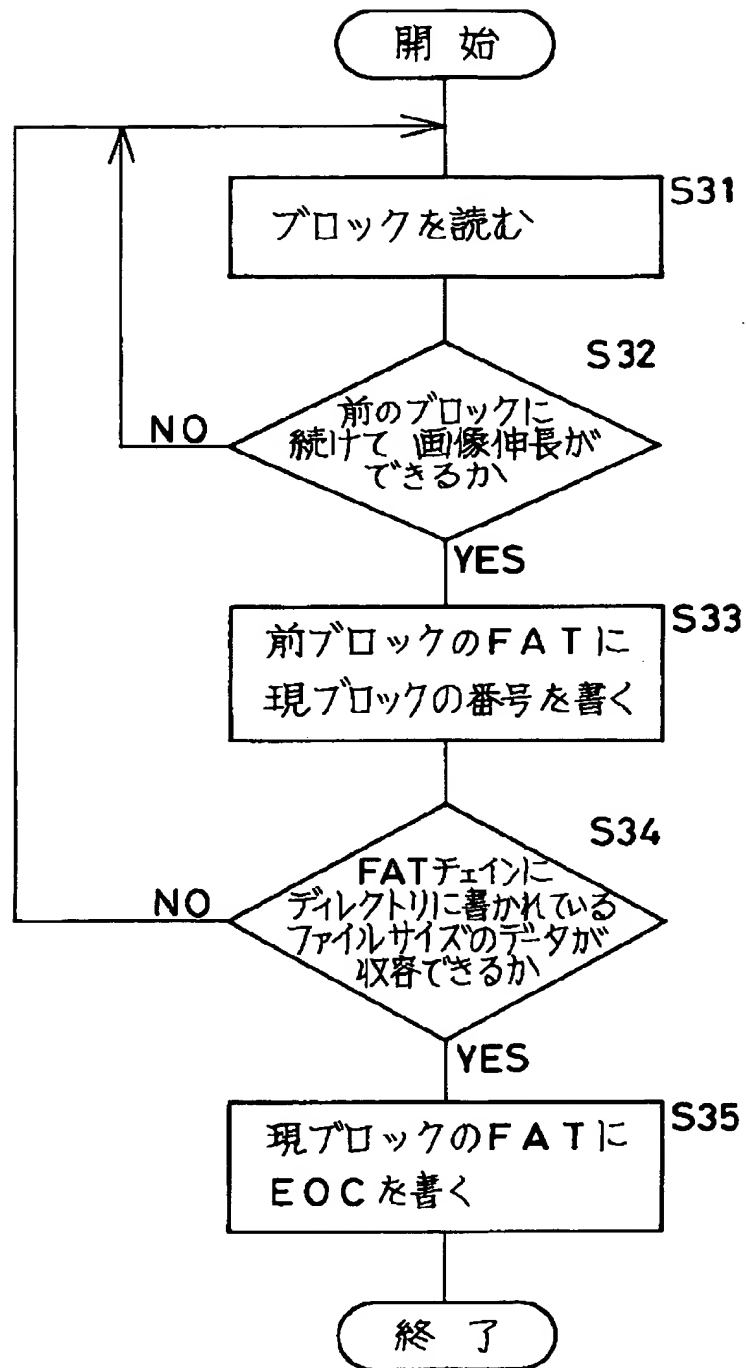 開始
S31
ブロックを読む
S32
前のブロックに
続けて画像伸長が
できるか
NO
YES
S33
前ブロックのFATに
現ブロックの番号を書く
S34
FATチェインに
ディレクトリに書かれている
ファイルサイズのデータが
収容できるか
NO
YES
S35
現ブロックのFATに
EOCを書く
終了